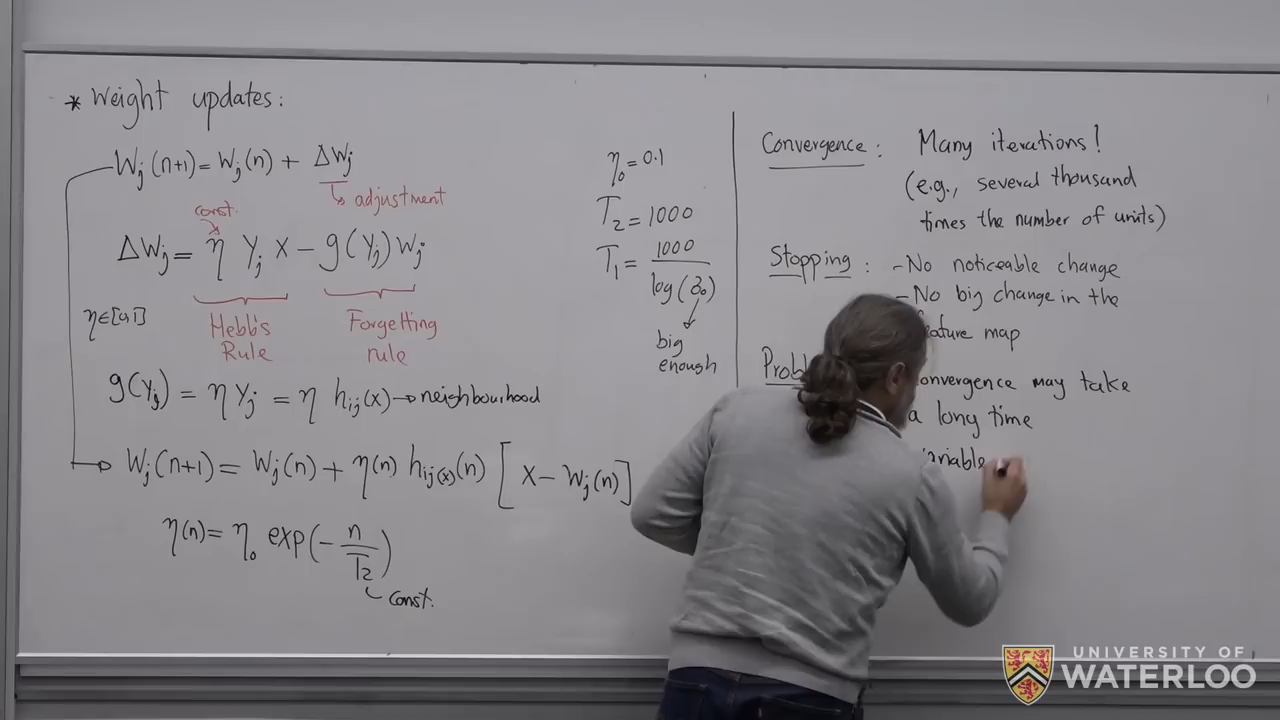 * Weight updates:
Wj(n+1) = Wj(n) + ΔWj
adjustment
const.
ΔWj = η Yj X − g(Yj) Wj
η∈[0,1]
Hebb's
Rule
Forgetting
rule
g(Yj) = η Yj = η hij(x) → neighbourhood
Wj(n+1) = Wj(n) + η(n) hij(x)(n) [X − Wj(n)]
η(n) = η₀ exp(− n/T₂)
const.
η₀ = 0.1
T₂ = 1000
T₁ = 1000 / log(σ₀)
big
enough
Convergence : Many iterations!
(e.g., several thousand
times the number of units)
Stopping : - No noticeable change
- No big change in the
feature map
convergence may take
a long time
variable
UNIVERSITY OF
WATERLOO